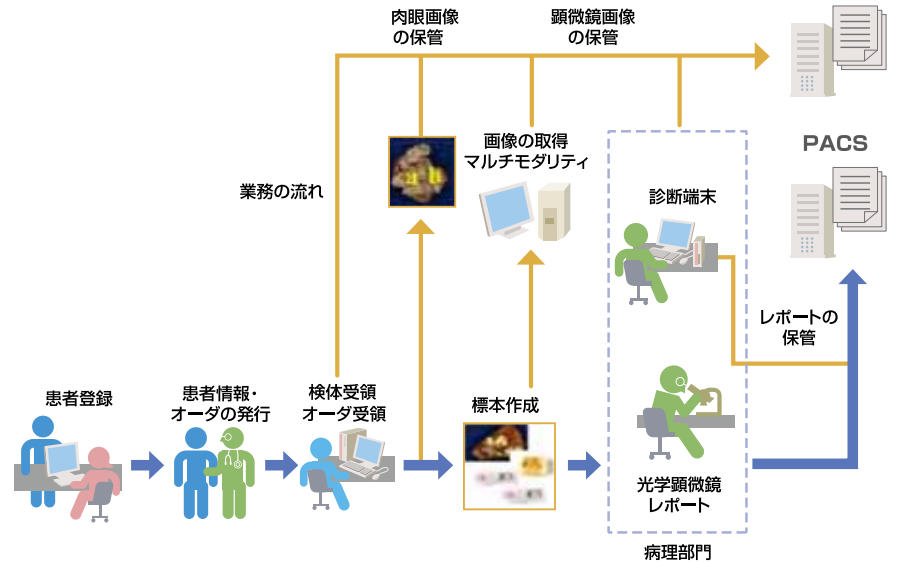 肉眼画像
の保管
顕微鏡画像
の保管
画像の取得
マルチモダリティ
PACS
業務の流れ
診断端末
レポートの
保管
患者登録
患者情報・
オーダの発行
検体受領
オーダ受領
標本作成
光学顕微鏡
レポート
病理部門